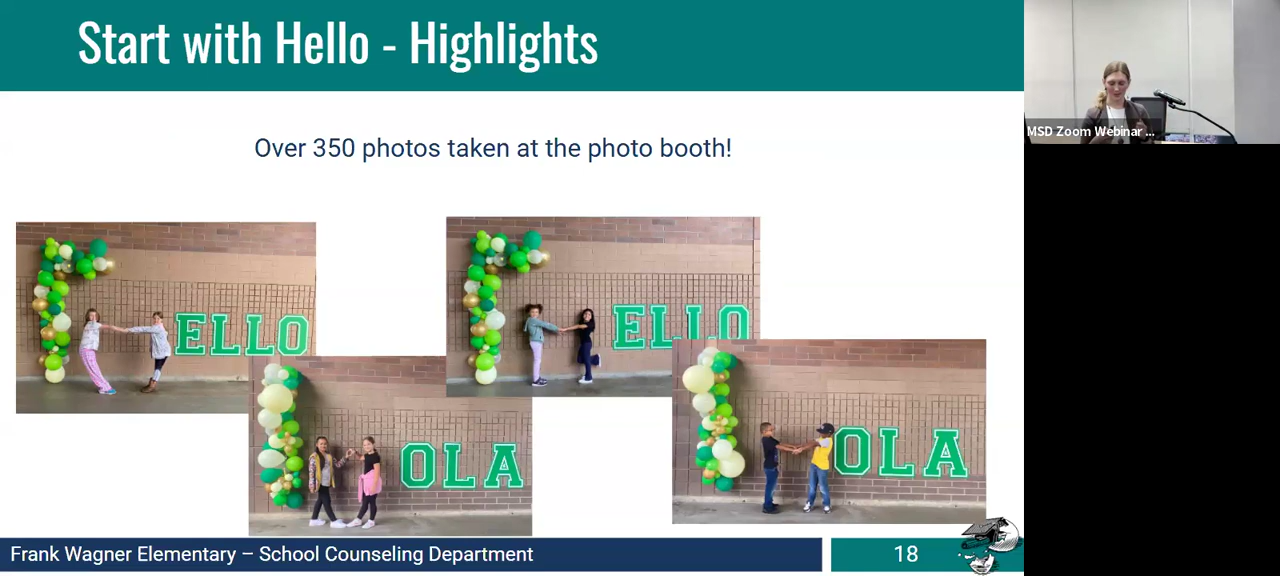 Start with Hello - Highlights
MSD Zoom Webinar ...
Over 350 photos taken at the photo booth!
ELLO
ELLO
OLA
OLA
Frank Wagner Elementary – School Counseling Department
18